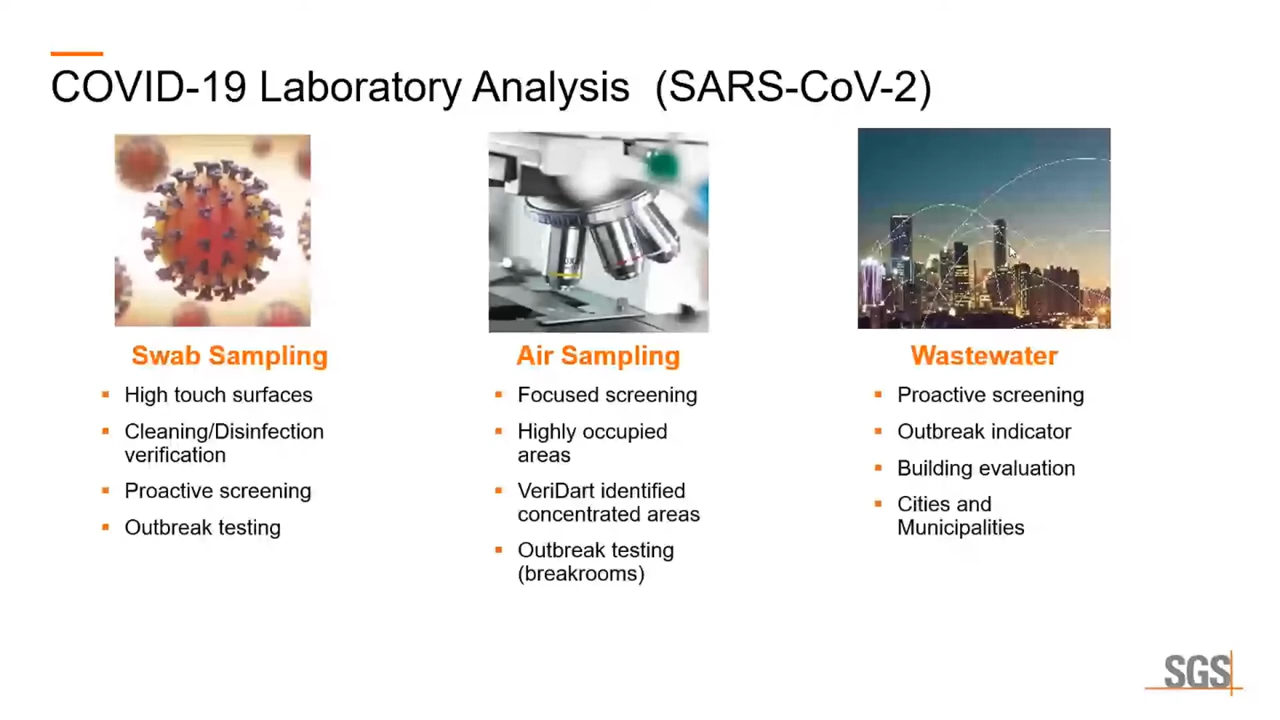 COVID-19 Laboratory Analysis (SARS-CoV-2)
Swab Sampling
High touch surfaces
Cleaning/Disinfection
verification
Proactive screening
Outbreak testing
Air Sampling
Focused screening
Highly occupied
areas
VeriDart identified
concentrated areas
Outbreak testing
(breakrooms)
Wastewater
Proactive screening
Outbreak indicator
Building evaluation
Cities and
Municipalities
SGS